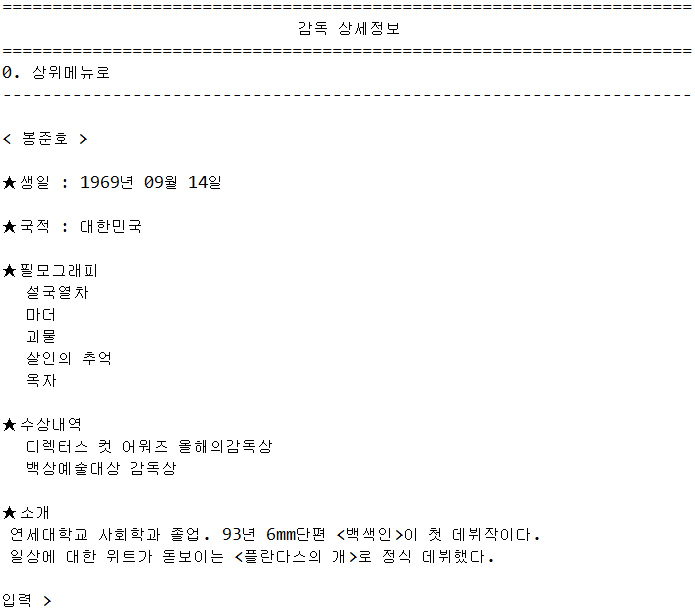 =====================================================================
감독 상세정보
=====================================================================
0. 상위메뉴로
---------------------------------------------------------------------
< 봉준호 >
★생일 : 1969년 09월 14일
★국적 : 대한민국
★필모그래피
설국열차
마더
괴물
살인의 추억
옥자
★수상내역
디렉터스 컷 어워즈 올해의감독상
백상예술대상 감독상
★소개
연세대학교 사회학과 졸업. 93년 6mm단편 <백색인>이 첫 데뷔작이다.
일상에 대한 위트가 돋보이는 <플란다스의 개>로 정식 데뷔했다.
입력 >